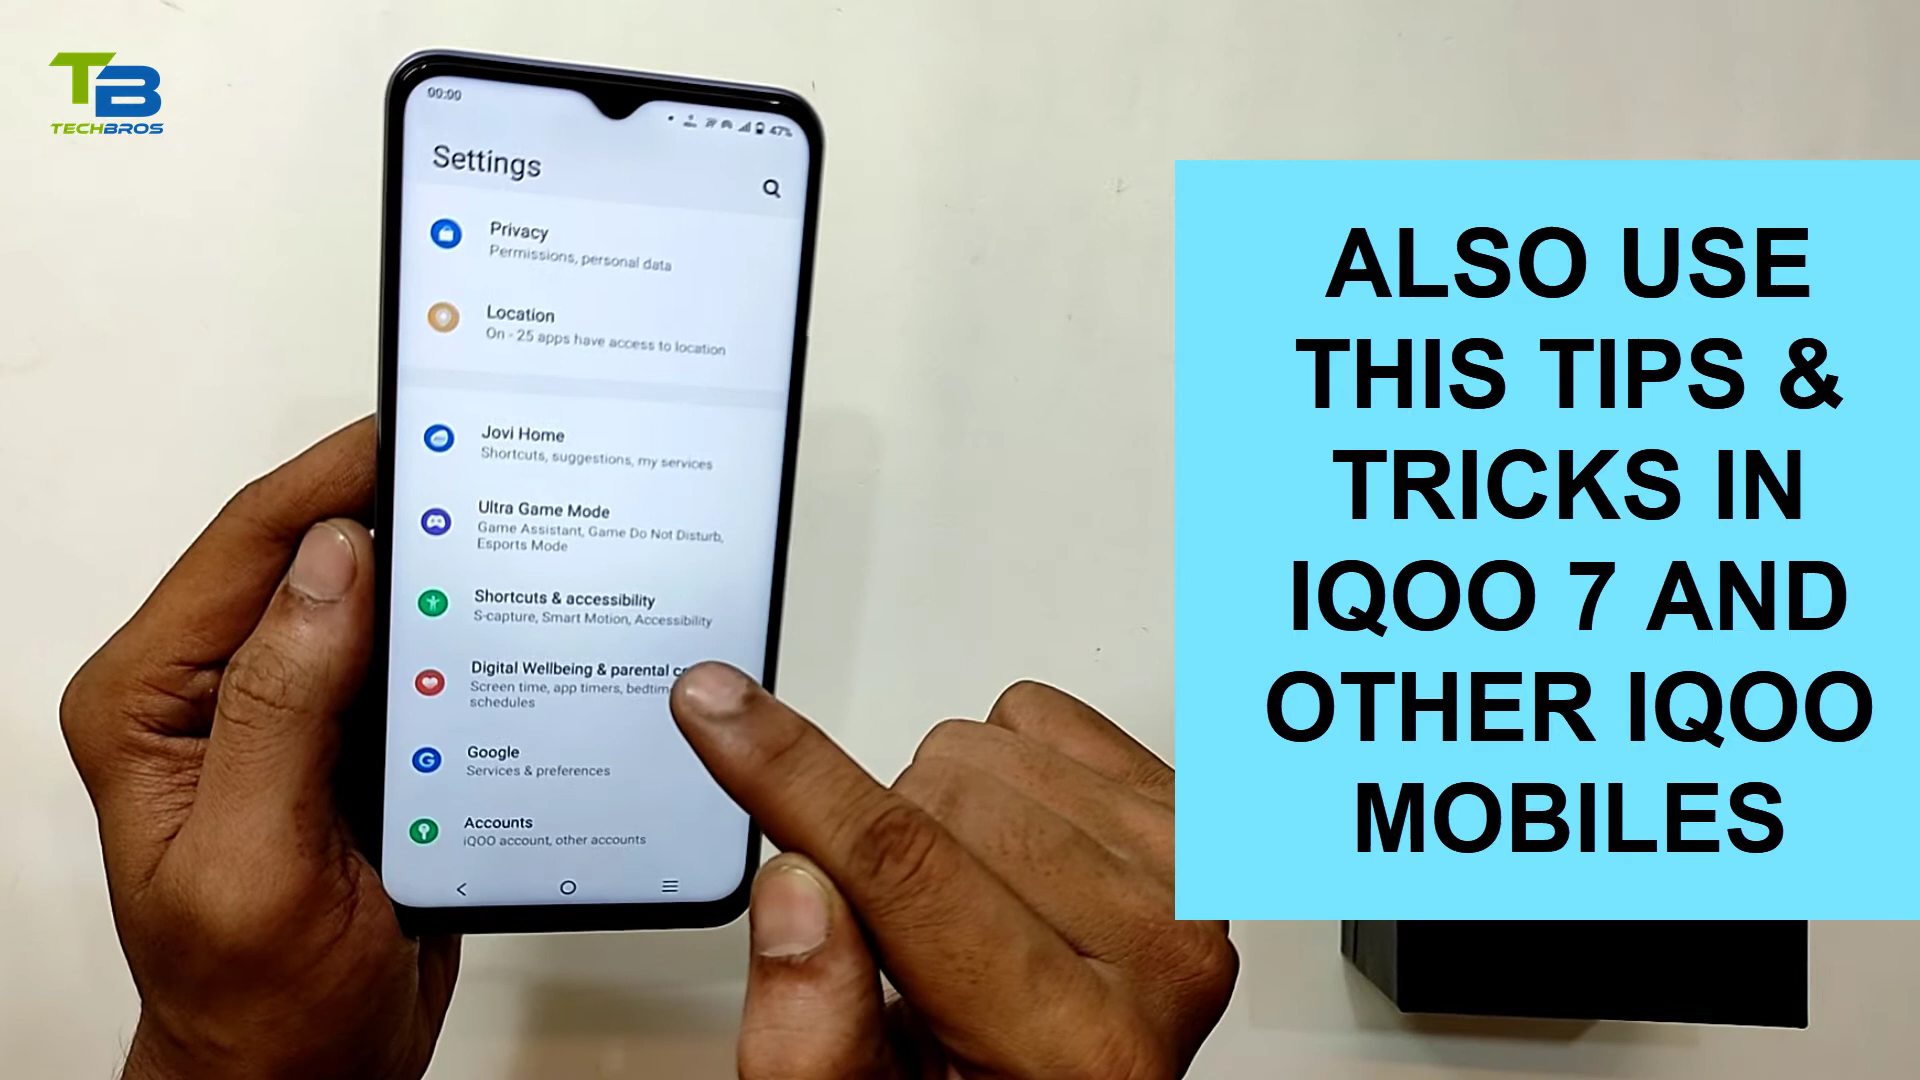 TB
TECHBROS
00:00
47%
Settings
Privacy
Permissions, personal data
Location
On - 25 apps have access to location
Jovi Home
Shortcuts, suggestions, my services
Ultra Game Mode
Game Assistant, Game Do Not Disturb,
Esports Mode
Shortcuts & accessibility
S-capture, Smart Motion, Accessibility
Digital Wellbeing & parental
Screen time, app timers,
schedules
Google
Services & preferences
Accounts
iQOO account, other accounts
ALSO USE
THIS TIPS &
TRICKS IN
IQOO 7 AND
OTHER IQOO
MOBILES